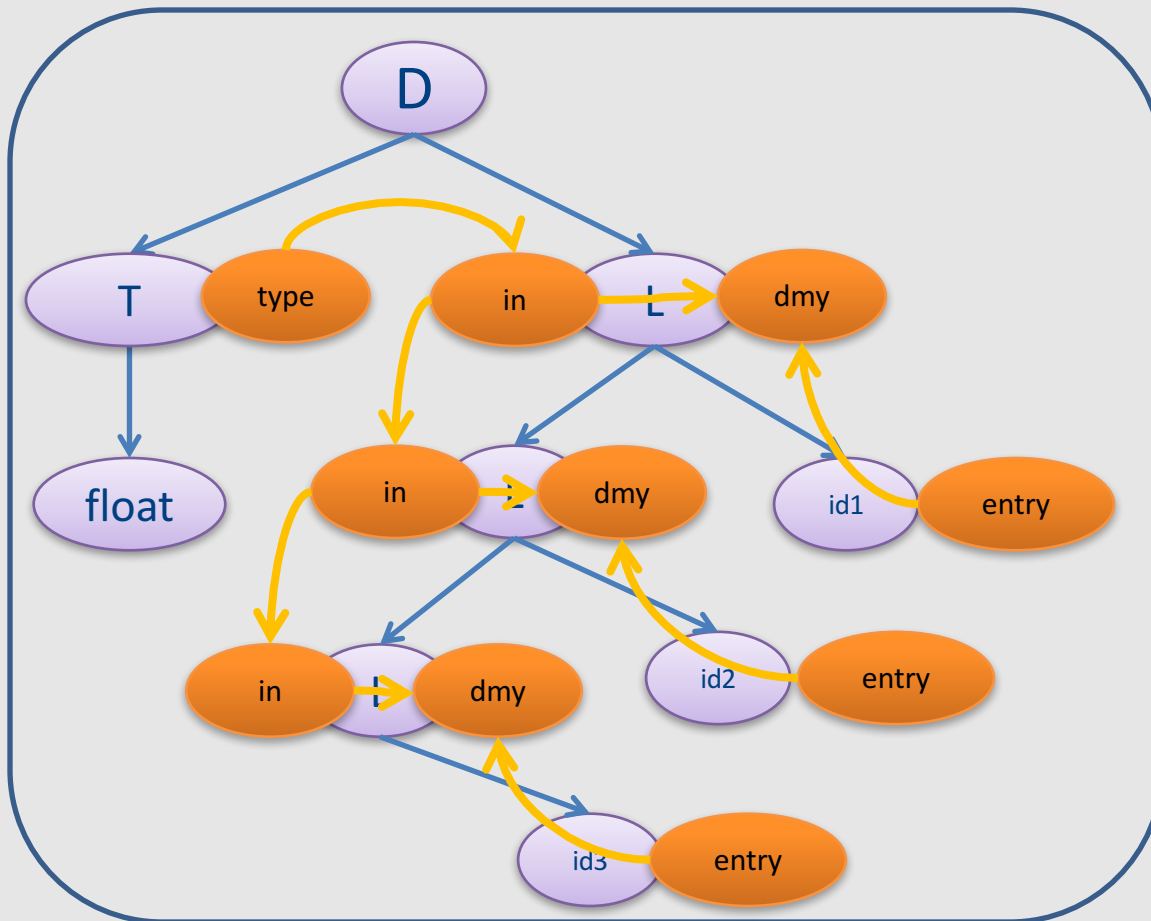 D
T
type
in
L
dmy
float
in
L
dmy
id1
entry
in
L
dmy
id2
entry
id3
entry